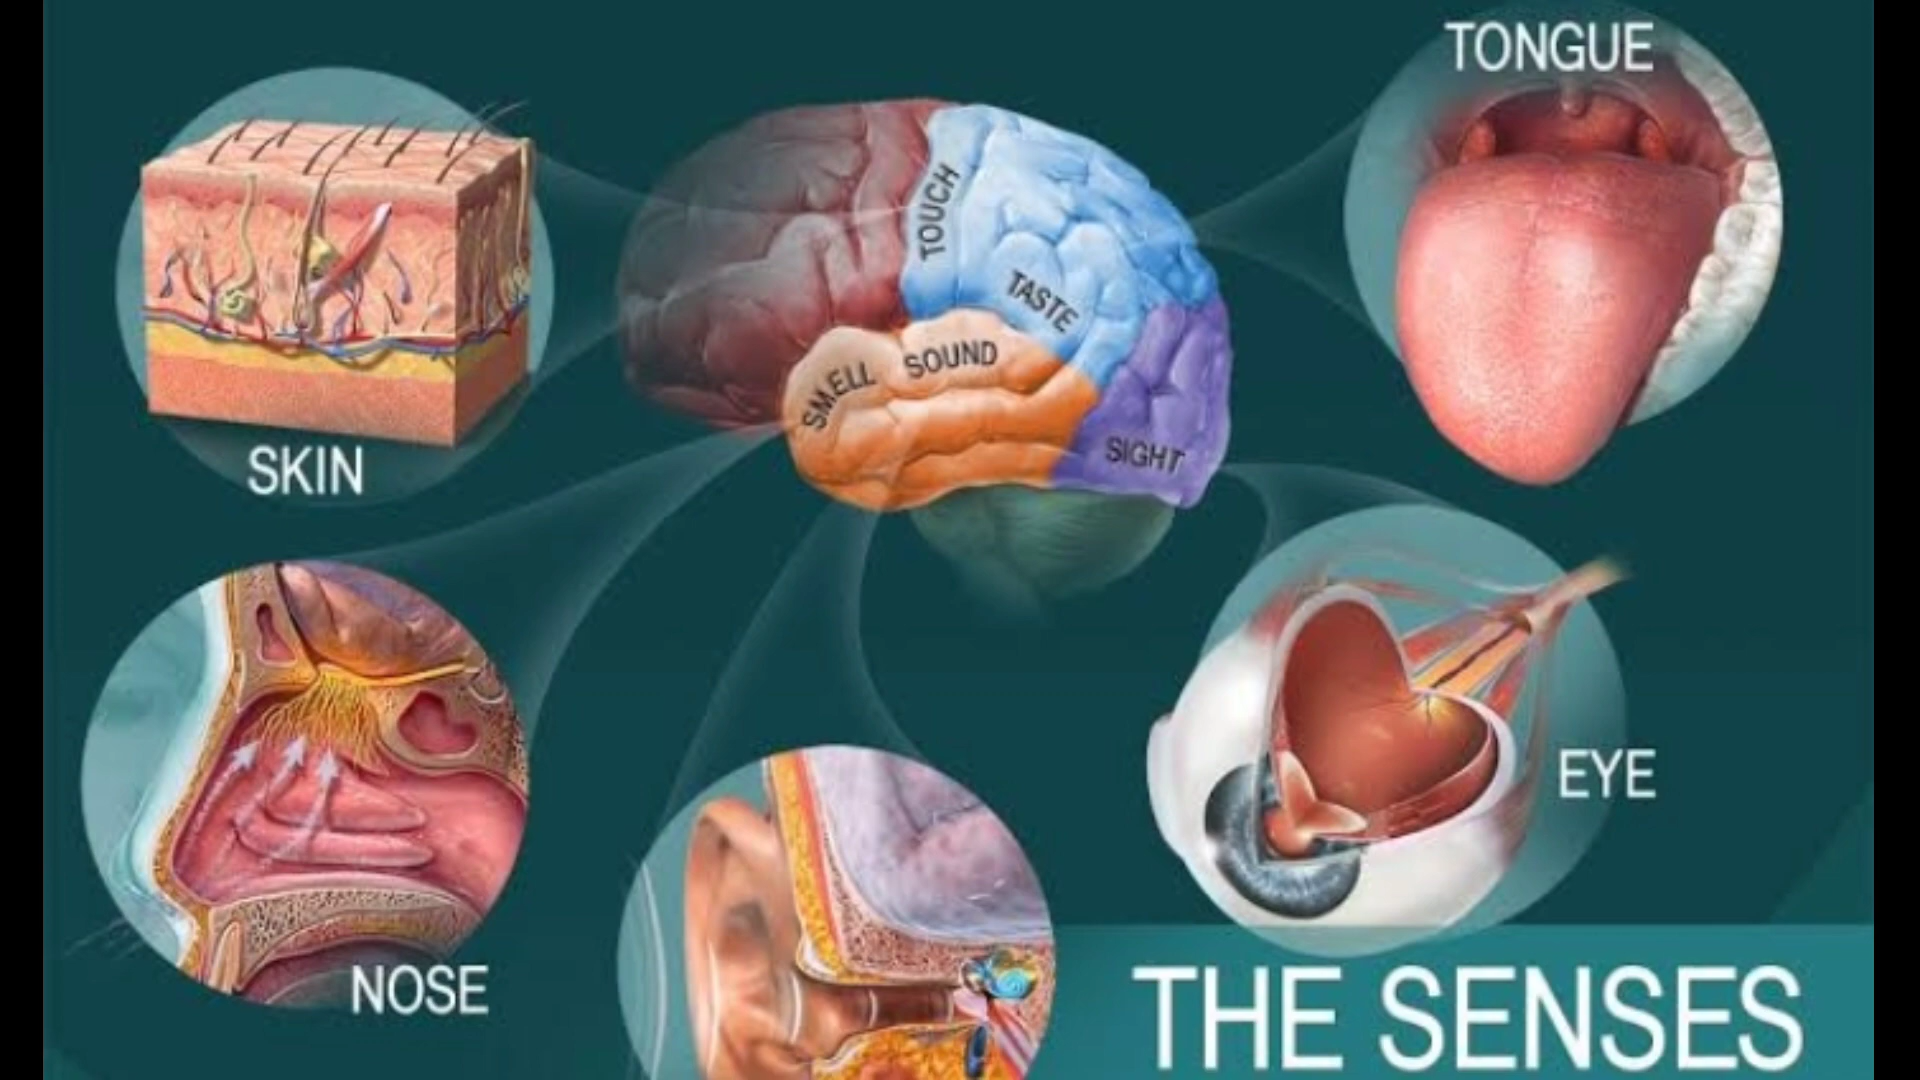 TONGUE
TOUCH
TASTE
SMELL
SOUND
SIGHT
SKIN
EYE
NOSE
THE SENSES